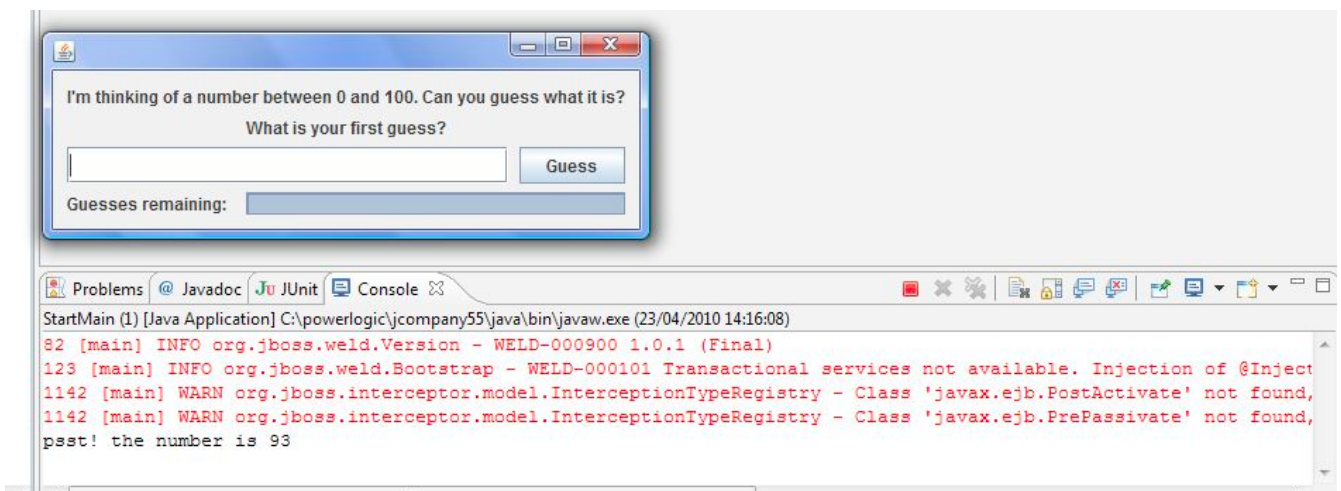 I'm thinking of a number between 0 and 100. Can you guess what it is?
What is your first guess?
Guess
Guesses remaining:
Problems @ Javadoc Ju JUnit Console
StartMain (1) [Java Application] C:\powerlogic\jcompany55\java\bin\javaw.exe (23/04/2010 14:16:08)
82 [main] INFO org.jboss.weld.Version - WELD-000900 1.0.1 (Final)
123 [main] INFO org.jboss.weld.Bootstrap - WELD-000101 Transactional services not available. Injection of @Inject
1142 [main] WARN org.jboss.interceptor.model.InterceptionTypeRegistry - Class 'javax.ejb.PostActivate' not found,
1142 [main] WARN org.jboss.interceptor.model.InterceptionTypeRegistry - Class 'javax.ejb.PrePassivate' not found,
psst! the number is 93